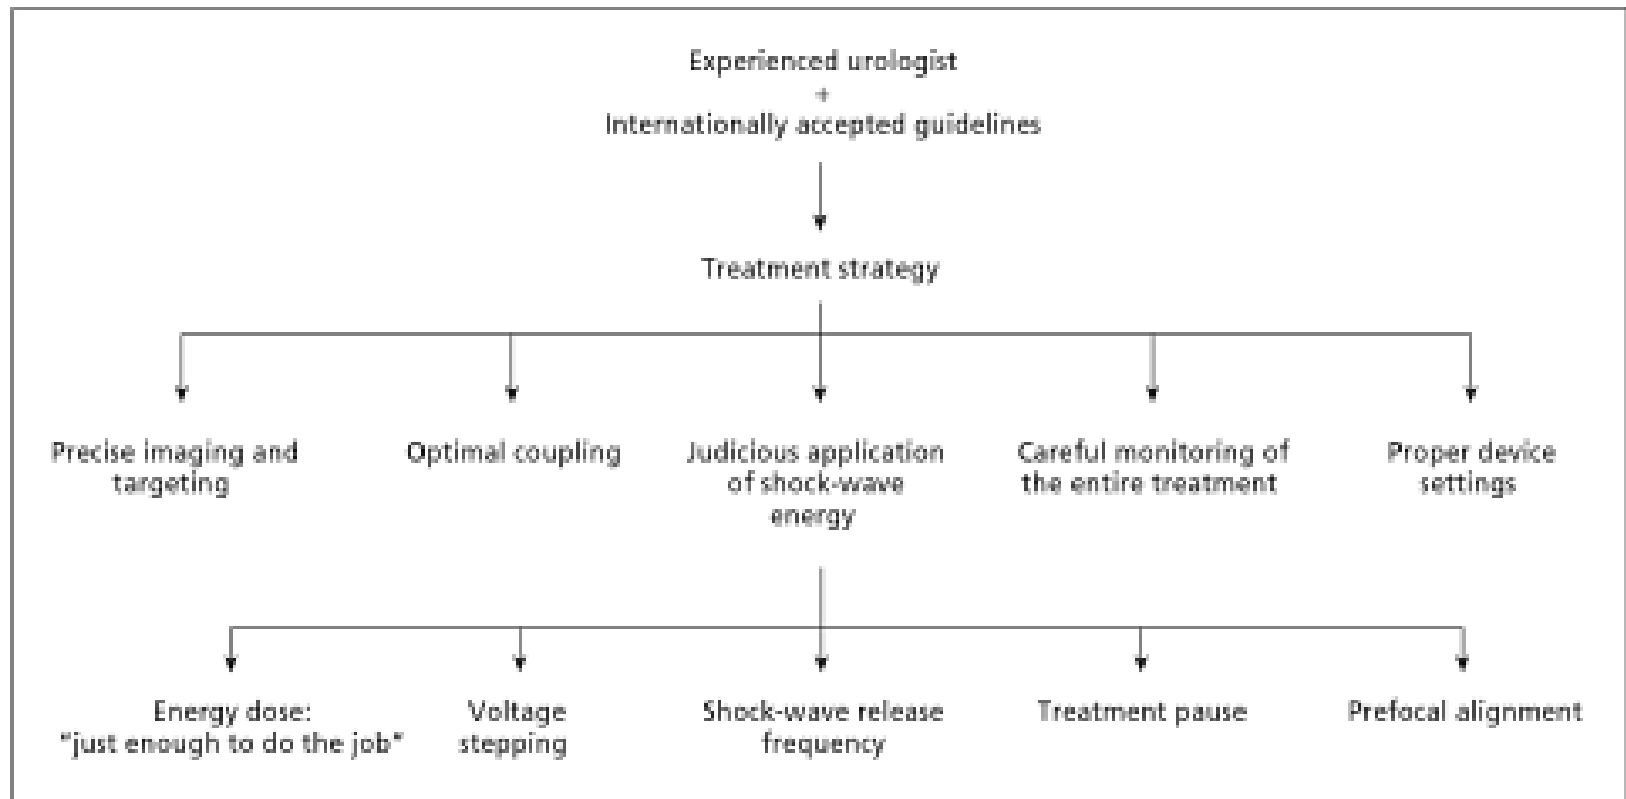 Experienced urologist
+
Internationally accepted guidelines
Treatment strategy
Precise imaging and
targeting
Optimal coupling
Judicious application
of shock-wave
energy
Careful monitoring of
the entire treatment
Proper device
settings
Energy dose:
"just enough to do the job"
Voltage
stepping
Shock-wave release
frequency
Treatment pause
Prefocal alignment